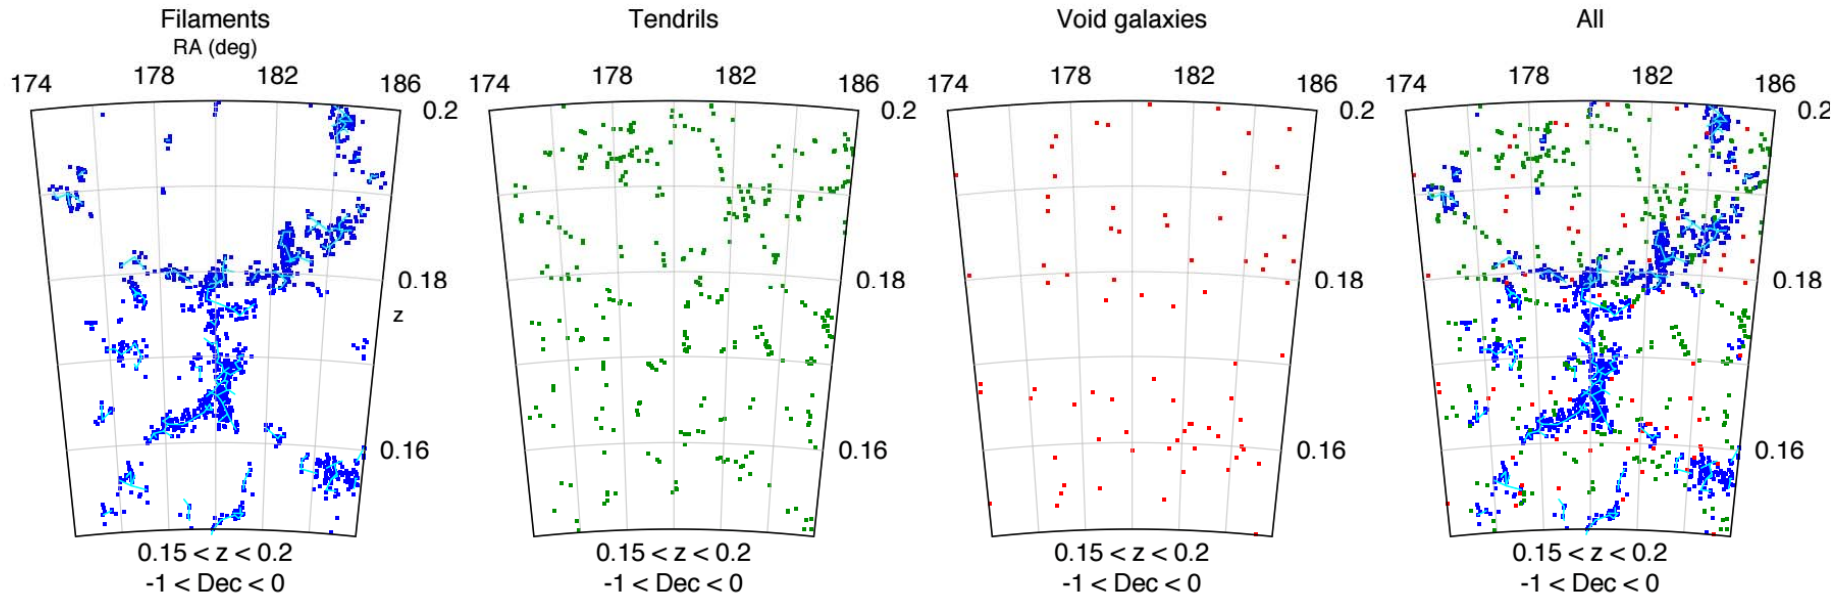 Filaments
RA (deg)
174 178 182 186
0.2
0.18
z
0.16
0.15 < z < 0.2
-1 < Dec < 0
Tendrils
174 178 182 186
0.2
0.18
0.16
0.15 < z < 0.2
-1 < Dec < 0
Void galaxies
174 178 182 186
0.2
0.18
0.16
0.15 < z < 0.2
-1 < Dec < 0
All
174 178 182 186
0.2
0.18
0.16
0.15 < z < 0.2
-1 < Dec < 0